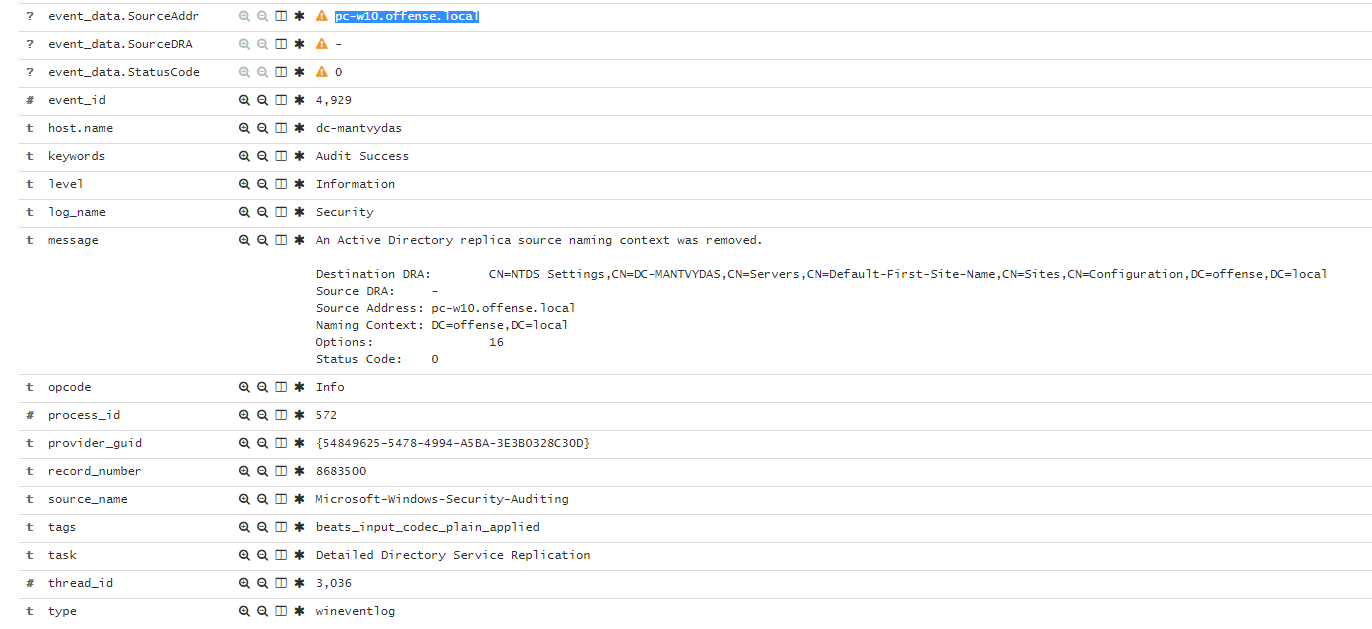 ? event_data.SourceAddr pc-w10.offense.local
? event_data.SourceDRA -
? event_data.StatusCode 0
# event_id 4,929
t host.name dc-mantvydas
t keywords Audit Success
t level Information
t log_name Security
t message An Active Directory replica source naming context was removed.
Destination DRA: CN=NTDS Settings,CN=DC-MANTVYDAS,CN=Servers,CN=Default-First-Site-Name,CN=Sites,CN=Configuration,DC=offense,DC=local
Source DRA: -
Source Address: pc-w10.offense.local
Naming Context: DC=offense,DC=local
Options: 16
Status Code: 0
t opcode Info
# process_id 572
t provider_guid {54849625-5478-4994-A5BA-3E3B0328C30D}
t record_number 8683500
t source_name Microsoft-Windows-Security-Auditing
t tags beats_input_codec_plain_applied
t task Detailed Directory Service Replication
# thread_id 3,036
t type wineventlog